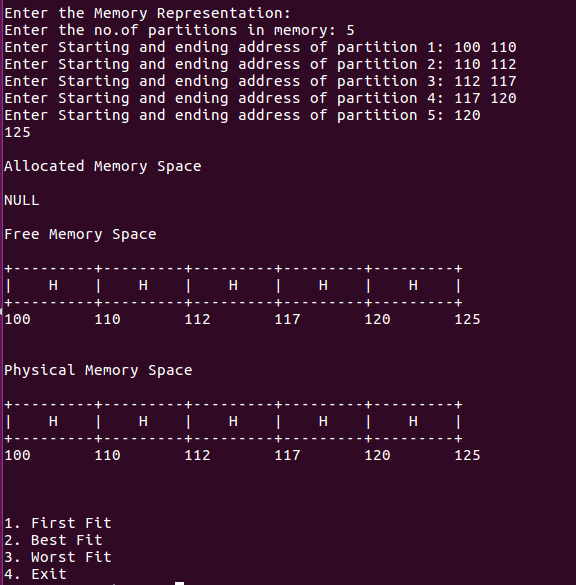 Enter the Memory Representation:
Enter the no.of partitions in memory: 5
Enter Starting and ending address of partition 1: 100 110
Enter Starting and ending address of partition 2: 110 112
Enter Starting and ending address of partition 3: 112 117
Enter Starting and ending address of partition 4: 117 120
Enter Starting and ending address of partition 5: 120
125
Allocated Memory Space
NULL
Free Memory Space
+---------+---------+---------+---------+---------+
|    H    |    H    |    H    |    H    |    H    |
+---------+---------+---------+---------+---------+
100       110       112       117       120       125
Physical Memory Space
+---------+---------+---------+---------+---------+
|    H    |    H    |    H    |    H    |    H    |
+---------+---------+---------+---------+---------+
100       110       112       117       120       125
1. First Fit
2. Best Fit
3. Worst Fit
4. Exit